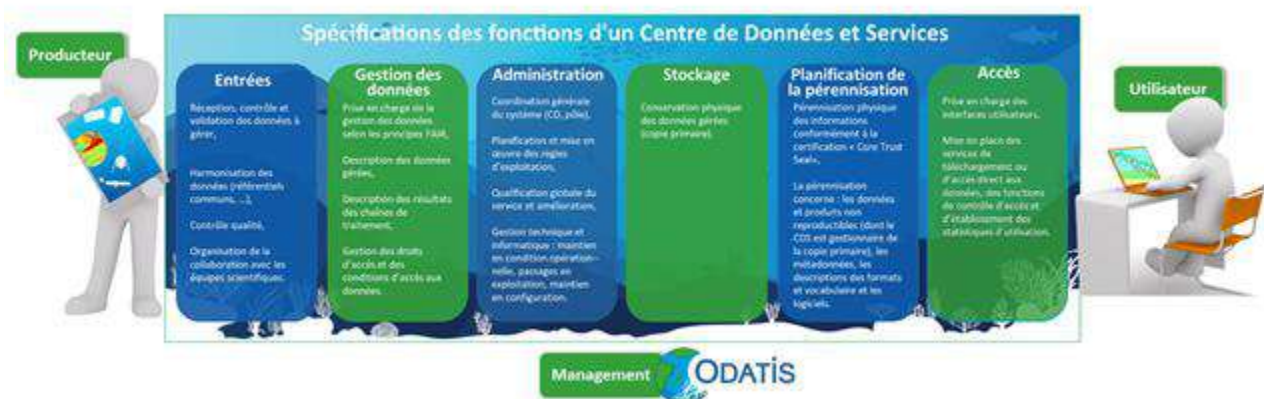 Spécifications des fonctions d'un Centre de Données et Services
Producteur
Entrées
Réception, contrôle et
validation des données à
gérer,
Harmonisation des
données (référentiels
communs, ...),
Contrôle qualité,
Organisation de la
collaboration avec les
équipes scientifiques.
Gestion des
données
Prise en charge de la
gestion des données
selon les principes FAIR,
Description des données
gérées,
Description des résultats
des chaînes de
traitement,
Gestion des droits
d'accès et des
conditions d'accès aux
données.
Administration
Coordination générale
du système (CD, pôle),
Planification et mise en
œuvre des règles
d'exploitation,
Qualification globale du
service et amélioration,
Gestion technique et
informatique : maintien
en condition opération-
nelle, passages en
exploitation, maintien
en configuration.
Stockage
Conservation physique
des données gérées
(copie primaire).
Planification de
la pérennisation
Pérennisation physique
des informations
conformément à la
certification « Core Trust
Seal»,
La pérennisation
concerne : les données
et produits non
reproductibles (dont le
CDS est gestionnaire de
la copie primaire), les
métadonnées, les
descriptions des formats
et vocabulaire et les
logiciels.
Accès
Prise en charge des
interfaces utilisateurs,
Mise en place des
services de
téléchargement ou
d'accès direct aux
données, des fonctions
de contrôle d'accès et
d'établissement des
statistiques d'utilisation.
Utilisateur
Management
ODATIS